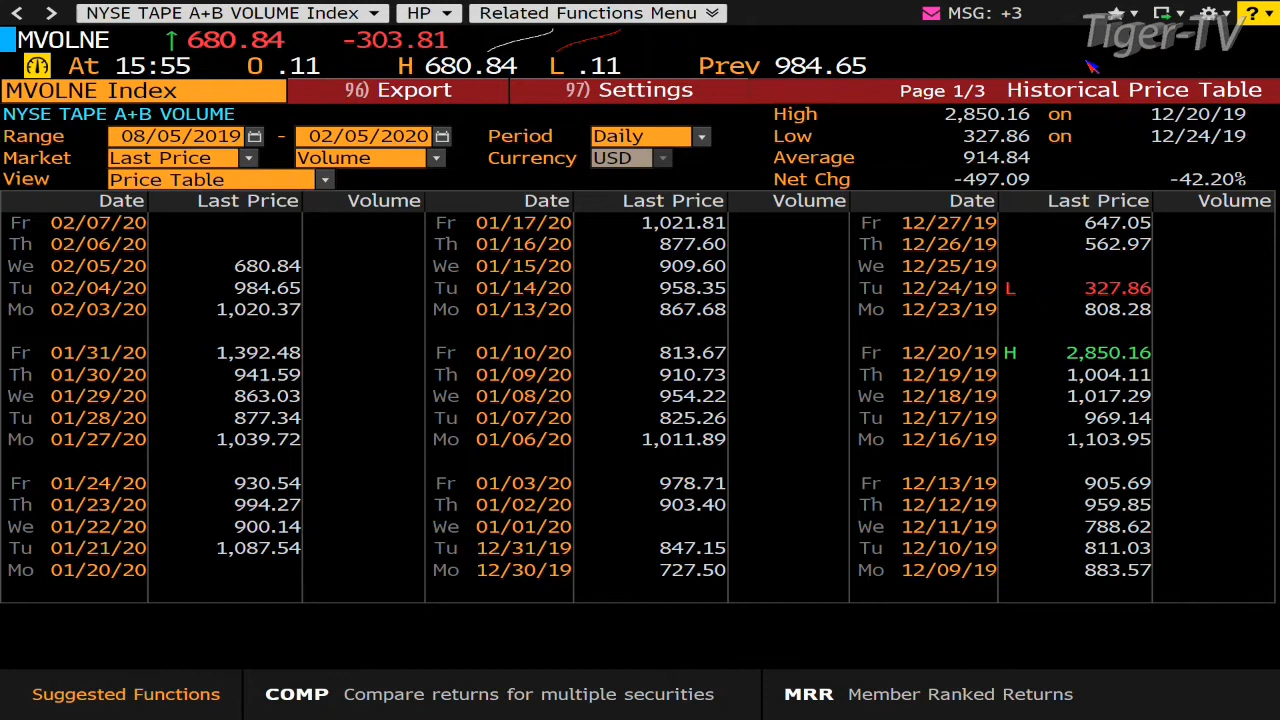 NYSE TAPE A+B VOLUME Index HP Related Functions Menu MSG: +3 ?
Tiger-TV
MVOLNE ↑ 680.84 -303.81
At 15:55 O .11 H 680.84 L .11 Prev 984.65
MVOLNE Index 96) Export 97) Settings Page 1/3 Historical Price Table
NYSE TAPE A+B VOLUME High 2,850.16 on 12/20/19
Range 08/05/2019 - 02/05/2020 Period Daily Low 327.86 on 12/24/19
Market Last Price Volume Currency USD Average 914.84
View Price Table Net Chg -497.09 -42.20%
Date Last Price Volume Date Last Price Volume Date Last Price Volume
Fr 02/07/20 Fr 01/17/20 1,021.81 Fr 12/27/19 647.05
Th 02/06/20 Th 01/16/20 877.60 Th 12/26/19 562.97
We 02/05/20 680.84 We 01/15/20 909.60 We 12/25/19
Tu 02/04/20 984.65 Tu 01/14/20 958.35 Tu 12/24/19 L 327.86
Mo 02/03/20 1,020.37 Mo 01/13/20 867.68 Mo 12/23/19 808.28
Fr 01/31/20 1,392.48 Fr 01/10/20 813.67 Fr 12/20/19 H 2,850.16
Th 01/30/20 941.59 Th 01/09/20 910.73 Th 12/19/19 1,004.11
We 01/29/20 863.03 We 01/08/20 954.22 We 12/18/19 1,017.29
Tu 01/28/20 877.34 Tu 01/07/20 825.26 Tu 12/17/19 969.14
Mo 01/27/20 1,039.72 Mo 01/06/20 1,011.89 Mo 12/16/19 1,103.95
Fr 01/24/20 930.54 Fr 01/03/20 978.71 Fr 12/13/19 905.69
Th 01/23/20 994.27 Th 01/02/20 903.40 Th 12/12/19 959.85
We 01/22/20 900.14 We 01/01/20 We 12/11/19 788.62
Tu 01/21/20 1,087.54 Tu 12/31/19 847.15 Tu 12/10/19 811.03
Mo 01/20/20 Mo 12/30/19 727.50 Mo 12/09/19 883.57
Suggested Functions COMP Compare returns for multiple securities MRR Member Ranked Returns